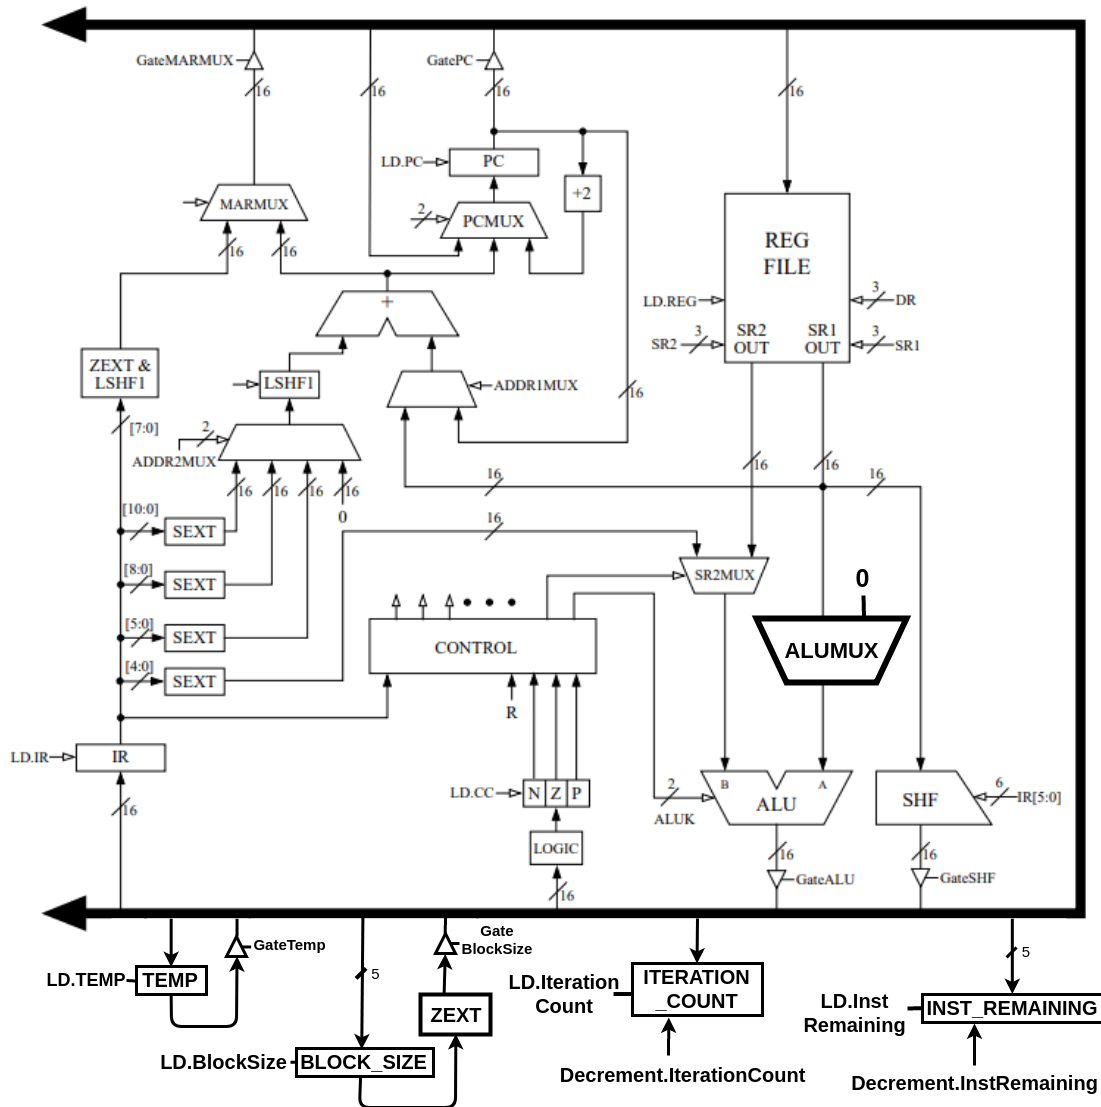 GateMARMUX
GatePC
16
16
16
16
LD.PC
PC
+2
MARMUX
2
PCMUX
16
16
REG
FILE
+
LD.REG
3
DR
SR2
3
SR2
OUT
SR1
OUT
3
SR1
ZEXT &
LSHF1
LSHF1
ADDR1MUX
16
[7:0]
2
ADDR2MUX
16
16
16
16
16
16
16
16
0
[10:0]
SEXT
16
[8:0]
SEXT
SR2MUX
0
[5:0]
SEXT
CONTROL
ALUMUX
[4:0]
SEXT
R
LD.IR
IR
16
LD.CC
N Z P
2
ALUK
B
A
ALU
SHF
6
IR[5:0]
LOGIC
16
16
16
GateALU
GateSHF
GateTemp
Gate
BlockSize
LD.TEMP
TEMP
5
LD.Iteration
Count
ITERATION
_COUNT
5
ZEXT
LD.Inst
Remaining
INST_REMAINING
LD.BlockSize
BLOCK_SIZE
Decrement.IterationCount
Decrement.InstRemaining